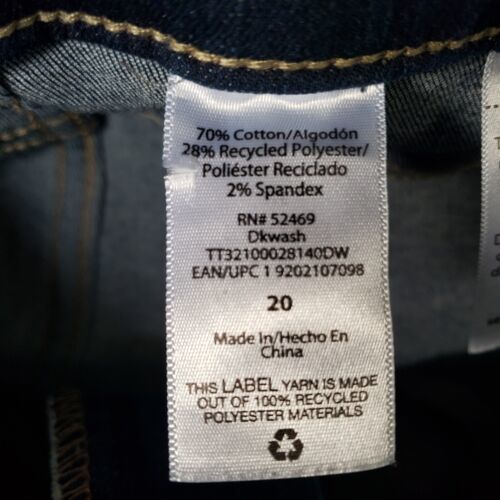 70% Cotton/Algodón
28% Recycled Polyester/
Poliéster Reciclado
2% Spandex
RN# 52469
Dkwash
TT32100028140DW
EAN/UPC 1 9202107098
20
Made In/Hecho En
China
THIS LABEL YARN IS MADE
OUT OF 100% RECYCLED
POLYESTER MATERIALS